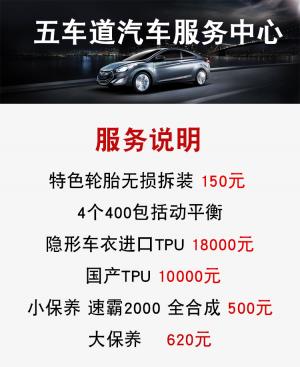 五车道汽车服务中心
服务说明
特色轮胎无损拆装 150元
4个400包括动平衡
隐形车衣进口TPU 18000元
国产TPU 10000元
小保养 速霸2000 全合成 500元
大保养 620元